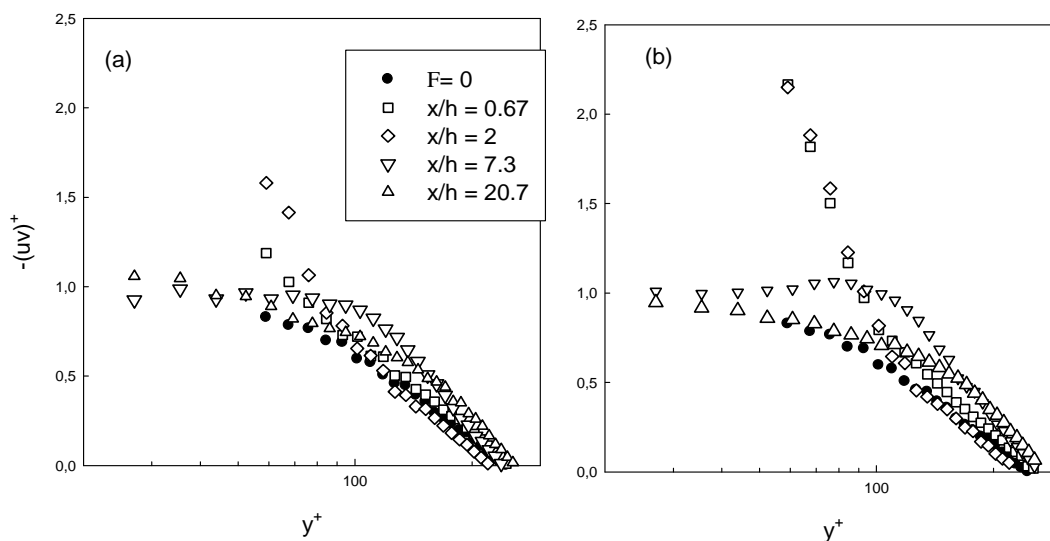 2,5
2,0
1,5
1,0
0,5
0,0
-(uv)+
(a)
F= 0
x/h = 0.67
x/h = 2
x/h = 7.3
x/h = 20.7
100
y+
2,5
2,0
1,5
1,0
0,5
0,0
(b)
100
y+